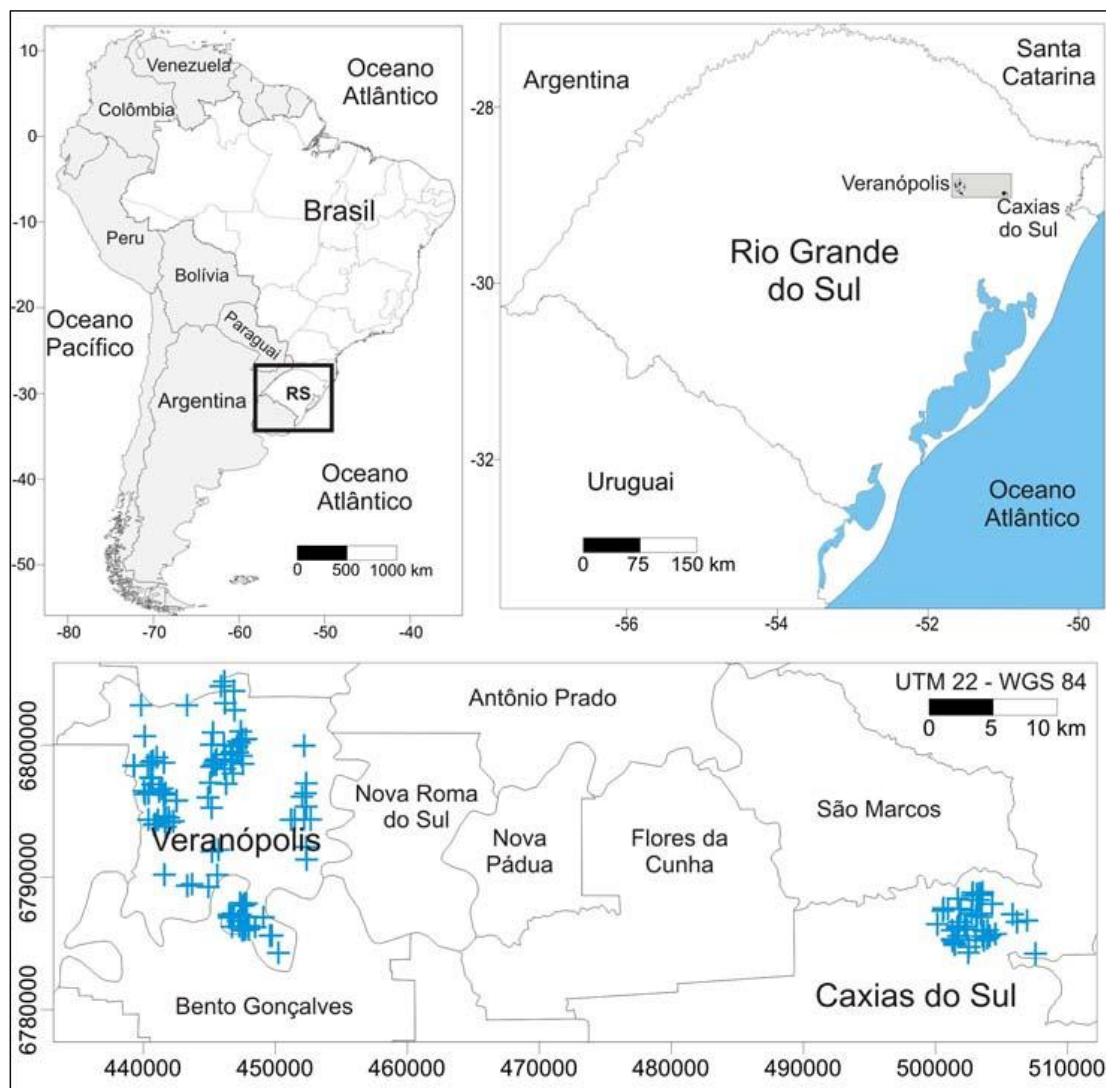 10
0
-10
-20
-30
-40
-50
-80
-70
-60
-50
-40
Venezuela
Oceano
Atlântico
Colômbia
Brasil
Peru
Bolívia
Oceano
Pacífico
Paraguai
RS
Argentina
Oceano
Atlântico
0 500 1000 km
Argentina
Santa
Catarina
-28
-30
-32
Veranópolis
Caxias
do Sul
Rio Grande
do Sul
Uruguai
Oceano
Atlântico
0 75 150 km
-56
-54
-52
-50
Antônio Prado
UTM 22 - WGS 84
0 5 10 km
6800000
6790000
6780000
Nova Roma
do Sul
São Marcos
Veranópolis
Nova
Pádua
Flores da
Cunha
Bento Gonçalves
Caxias do Sul
440000
450000
460000
470000
480000
490000
500000
510000